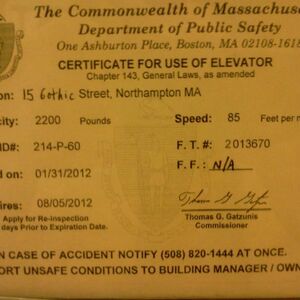 The Commonwealth of Massachuse
Department of Public Safety
One Ashburton Place, Boston, MA 02108-1618
CERTIFICATE FOR USE OF ELEVATOR
Chapter 143, General Laws, as amended
on: 15 Gothic Street, Northampton MA
city: 2200 Pounds Speed: 85 Feet per m
ID#: 214-P-60 F. T. #: 2013670
F. F.: N/A
d on: 01/31/2012
ires: 08/05/2012
Apply for Re-inspection
days Prior to Expiration Date.
Thomas G. Gatzunis
Commissioner
N CASE OF ACCIDENT NOTIFY (508) 820-1444 AT ONCE.
ORT UNSAFE CONDITIONS TO BUILDING MANAGER / OWN